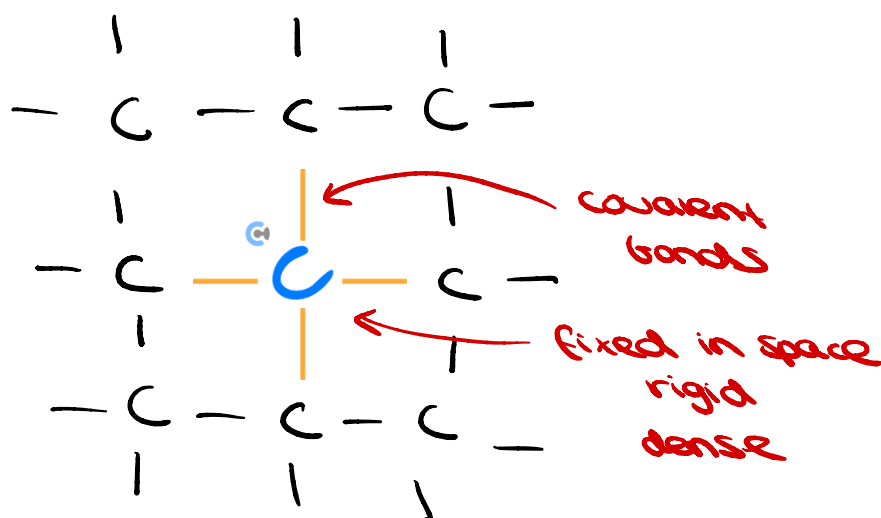 C C C
covalent
bonds
C C C
fixed in space
rigid
dense
C C C